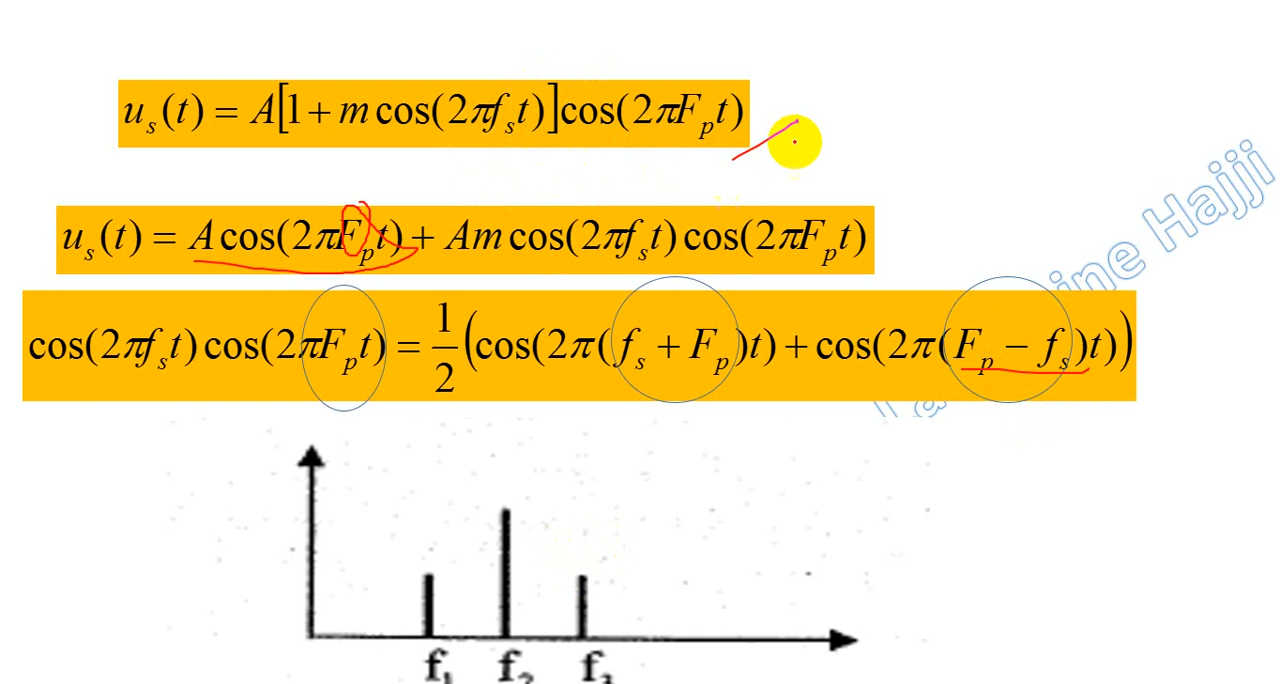 u_s(t) = A[1 + m cos(2πf_s t)]cos(2πF_p t)
u_s(t) = A cos(2πF_p t) + Am cos(2πf_s t) cos(2πF_p t)
cos(2πf_s t) cos(2πF_p t) = 1/2 (cos(2π(f_s + F_p)t) + cos(2π(F_p − f_s)t))
Hajji
f₁ f₂ f₃